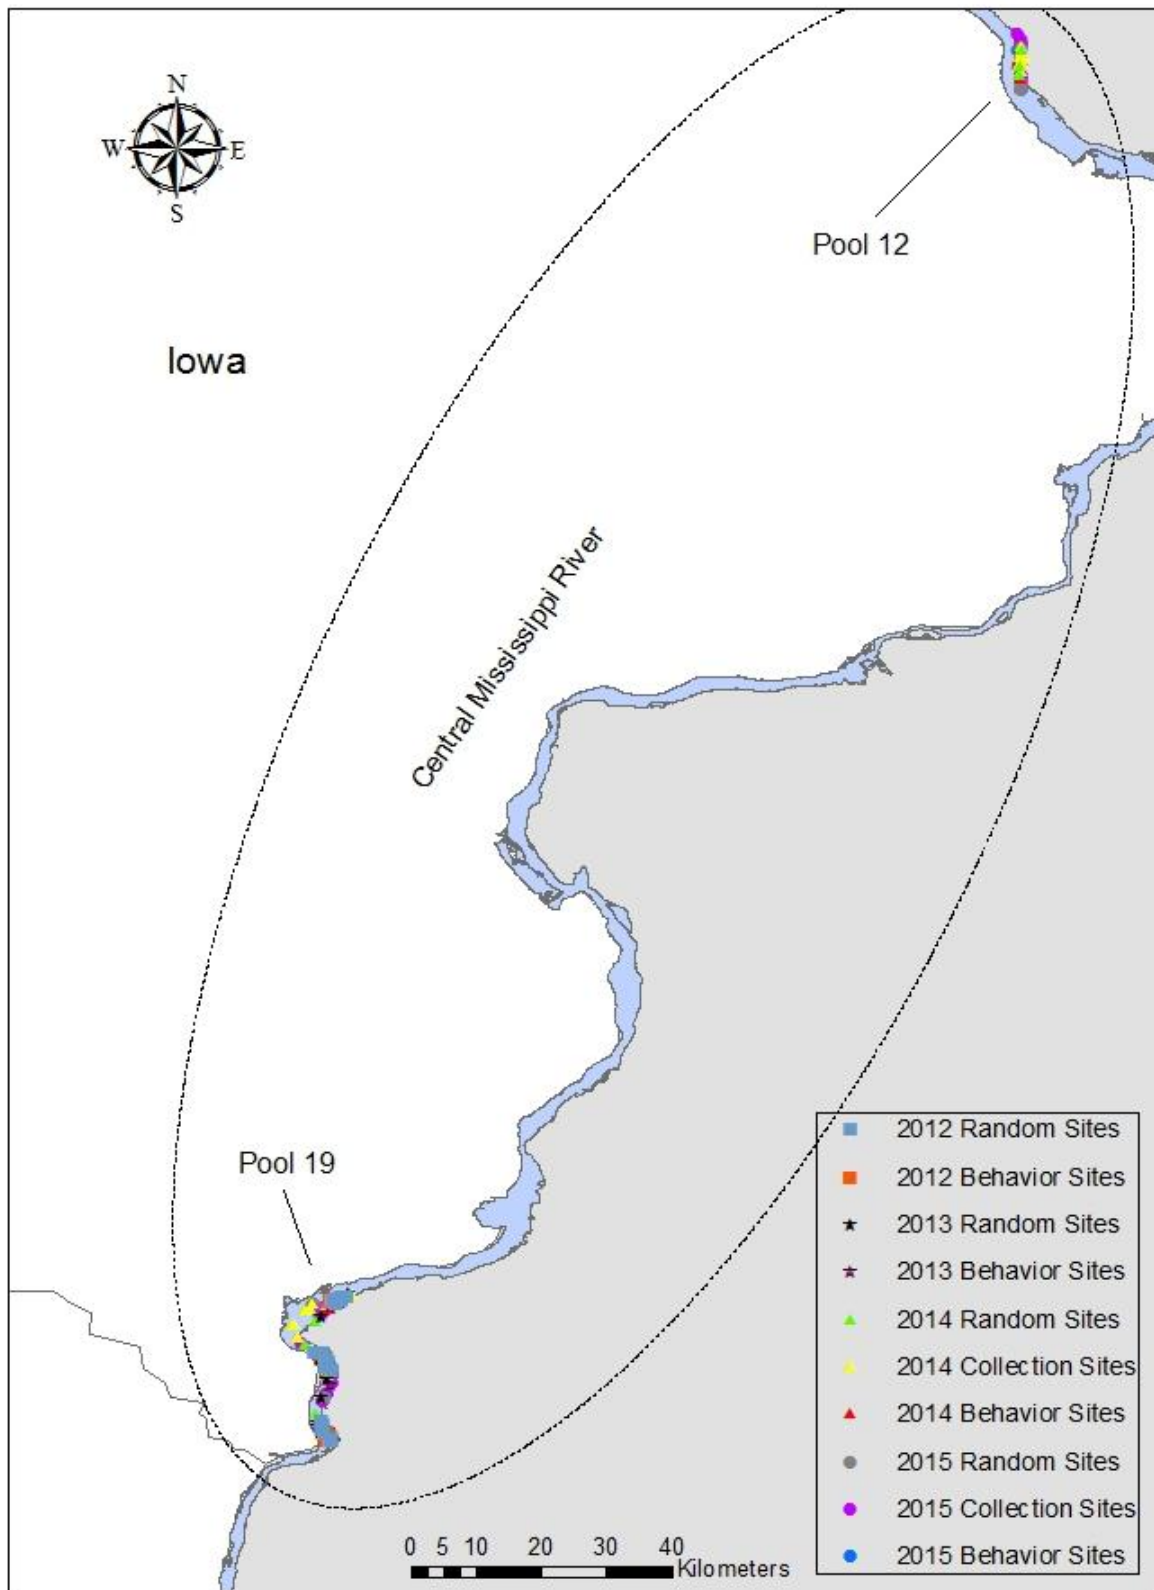 N
W E
S
Pool 12
Iowa
Central Mississippi River
Pool 19
2012 Random Sites
2012 Behavior Sites
2013 Random Sites
2013 Behavior Sites
2014 Random Sites
2014 Collection Sites
2014 Behavior Sites
2015 Random Sites
2015 Collection Sites
2015 Behavior Sites
0 5 10 20 30 40
Kilometers